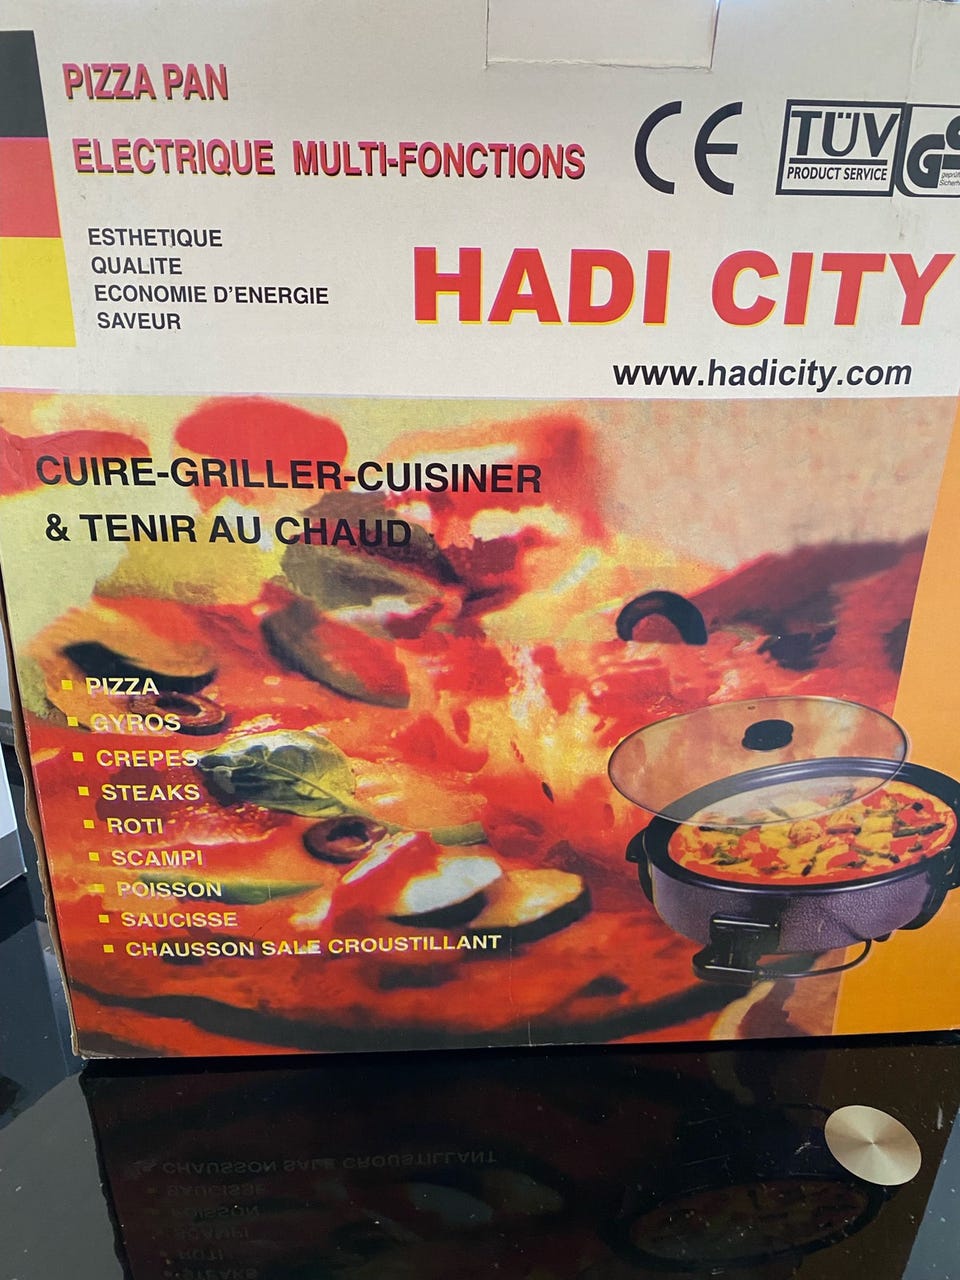 PIZZA PAN
ELECTRIQUE MULTI-FONCTIONS
CE
TÜV
PRODUCT SERVICE
GS
ESTHETIQUE
QUALITE
ECONOMIE D'ENERGIE
SAVEUR
HADI CITY
www.hadicity.com
CUIRE-GRILLER-CUISINER
& TENIR AU CHAUD
PIZZA
GYROS
CREPES
STEAKS
ROTI
SCAMPI
POISSON
SAUCISSE
CHAUSSON SALE CROUSTILLANT